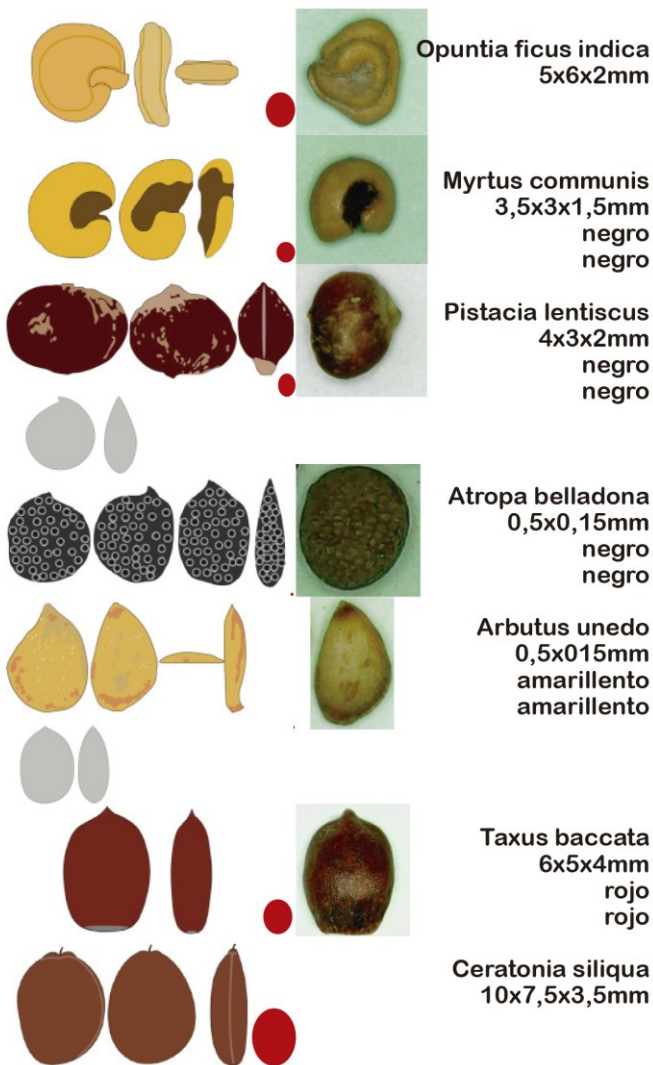 Opuntia ficus indica
5x6x2mm
Myrtus communis
3,5x3x1,5mm
negro
negro
Pistacia lentiscus
4x3x2mm
negro
negro
Atropa belladona
0,5x0,15mm
negro
negro
Arbutus unedo
0,5x015mm
amarillento
amarillento
Taxus baccata
6x5x4mm
rojo
rojo
Ceratonia siliqua
10x7,5x3,5mm